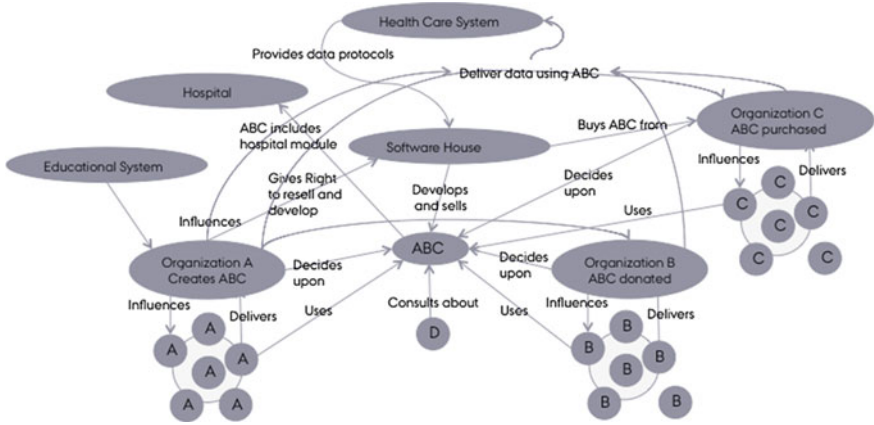 Health Care System
Provides data protocols
Deliver data using ABC
Hospital
Organization C
ABC purchased
ABC includes
hospital module
Software House
Buys ABC from
Educational System
Influences
Delivers
Gives Right
to resell and
develop
Develops
and sells
Decides
upon
C
C
C
C
C
C
Influences
Uses
ABC
Organization A
Creates ABC
Decides
upon
Decides
upon
Organization B
ABC donated
Influences
Delivers
Uses
Consults about
D
Uses
Influences
Delivers
A
A
A
A
A
A
B
B
B
B
B
B